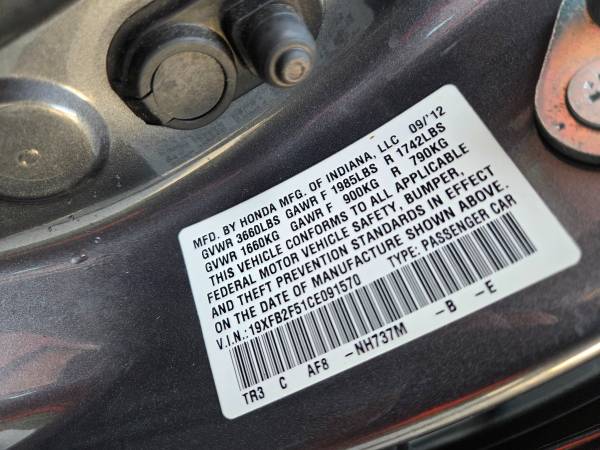 MFD. BY HONDA MFG. OF INDIANA, LLC 09/'12
GVWR 3660LBS GAWR F 1985LBS R 1742LBS
GVWR 1660KG GAWR F 900KG R 790KG
THIS VEHICLE CONFORMS TO ALL APPLICABLE
FEDERAL MOTOR VEHICLE SAFETY, BUMPER,
AND THEFT PREVENTION STANDARDS IN EFFECT
ON THE DATE OF MANUFACTURE SHOWN ABOVE.
V.I.N.:19XFB2F51CE091570 TYPE: PASSENGER CAR
TR3 C AF8 -NH737M -B -E